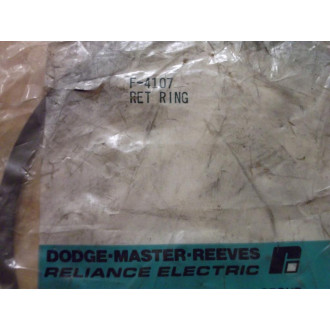 F-4107
RET RING
DODGE·MASTER·REEVES
RELIANCE ELECTRIC